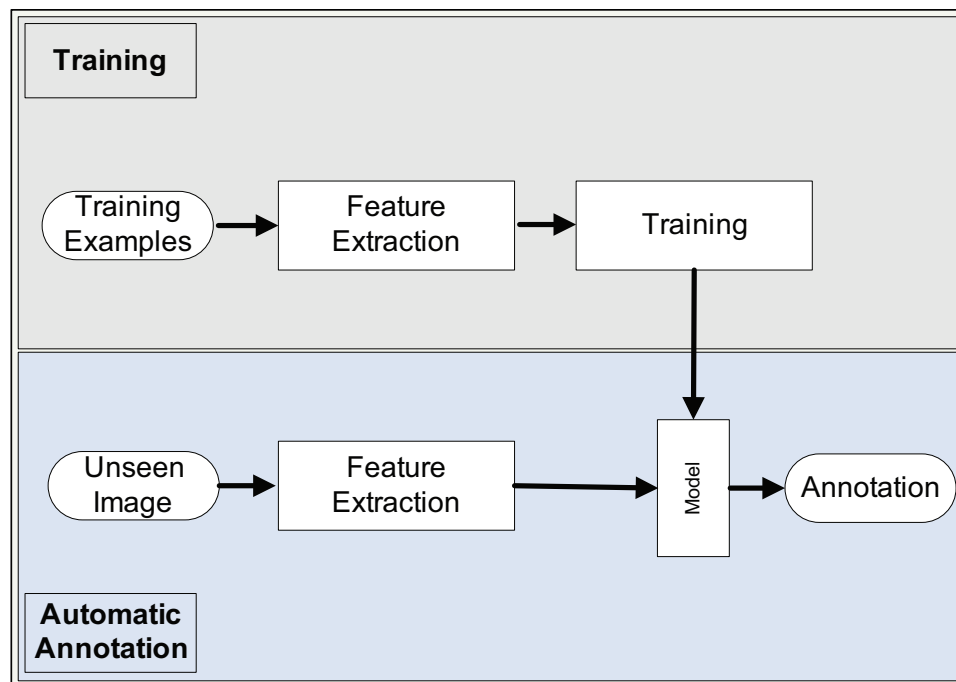 Training
Training
Examples
Feature
Extraction
Training
Unseen
Image
Feature
Extraction
Model
Annotation
Automatic
Annotation